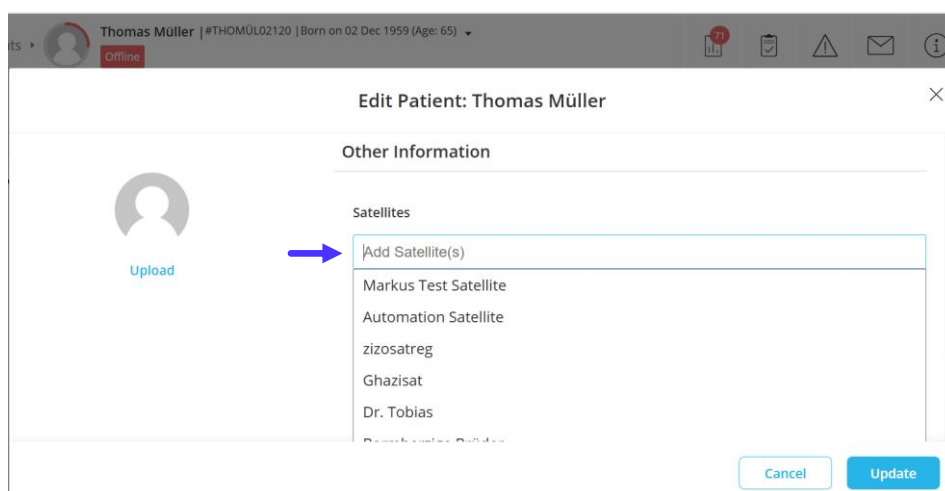 ts
Thomas Müller |#THOMÜL02120 |Born on 02 Dec 1959 (Age: 65)
Offline
71
Edit Patient: Thomas Müller
Other Information
Satellites
Add Satellite(s)
Upload
Markus Test Satellite
Automation Satellite
zizosatreg
Ghazisat
Dr. Tobias
Cancel
Update